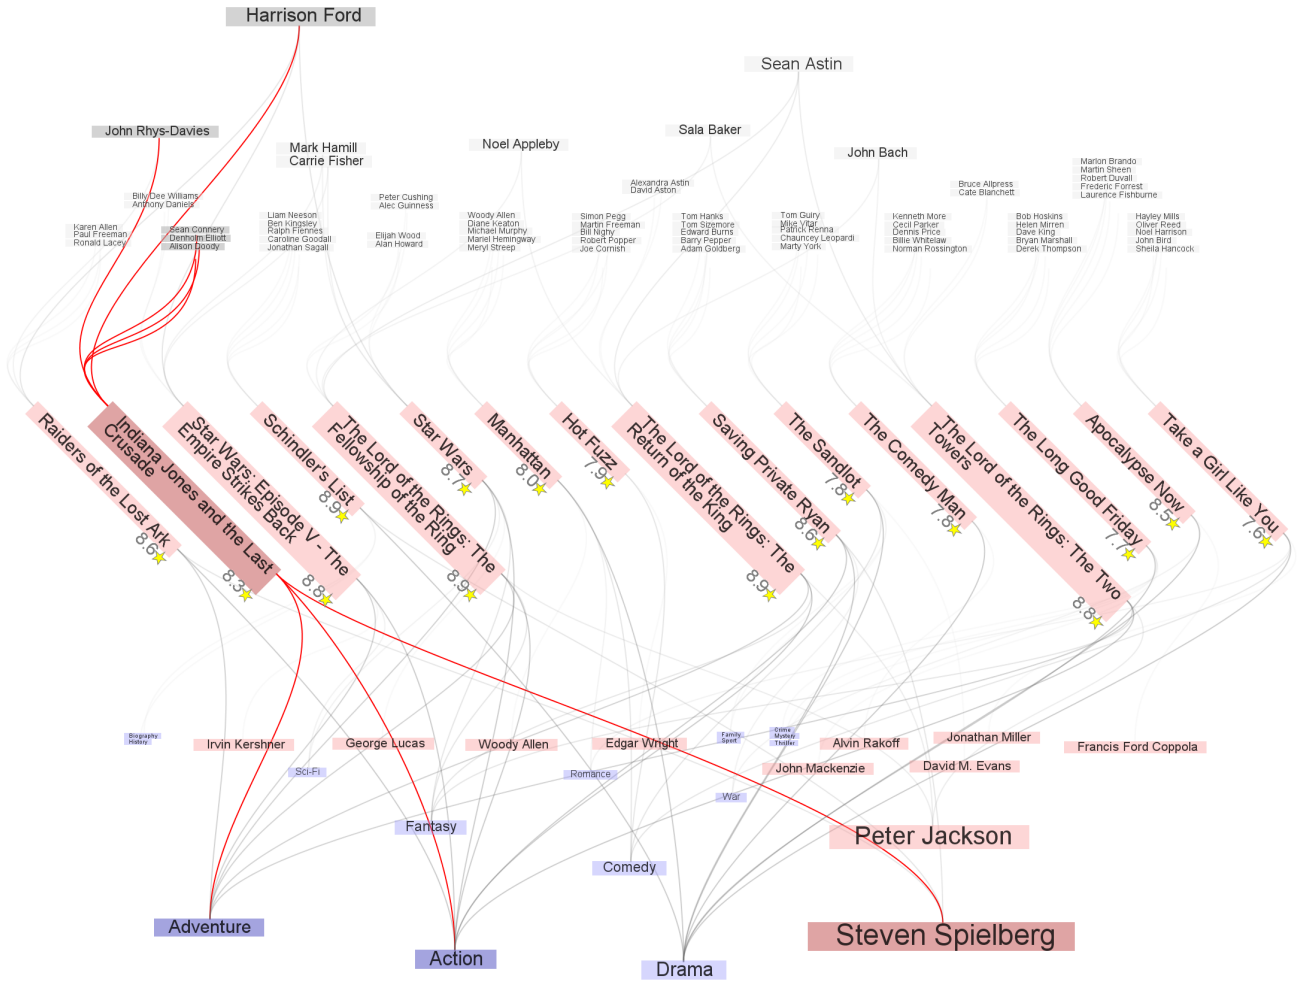 Harrison Ford
Sean Astin
John Rhys-Davies
Sala Baker
Noel Appleby
Mark Hamill
Carrie Fisher
John Bach
Marlon Brando
Martin Sheen
Robert Duvall
Frederic Forrest
Laurence Fishburne
Alexandra Astin
David Aston
Bruce Allpress
Cate Blanchett
Billy Dee Williams
Anthony Daniels
Peter Cushing
Alec Guinness
Karen Allen
Paul Freeman
Ronald Lacey
Sean Connery
Denholm Elliott
Alison Doody
Liam Neeson
Ben Kingsley
Ralph Fiennes
Caroline Goodall
Jonathan Sagall
Elijah Wood
Alan Howard
Woody Allen
Diane Keaton
Michael Murphy
Mariel Hemingway
Meryl Streep
Simon Pegg
Martin Freeman
Bill Nighy
Robert Popper
Joe Cornish
Tom Hanks
Tom Sizemore
Edward Burns
Barry Pepper
Adam Goldberg
Tom Guiry
Mike Vitar
Patrick Renna
Chauncey Leopardi
Marty York
Kenneth More
Cecil Parker
Dennis Price
Billie Whitelaw
Norman Rossington
Bob Hoskins
Helen Mirren
Dave King
Bryan Marshall
Derek Thompson
Hayley Mills
Oliver Reed
Noel Harrison
John Bird
Sheila Hancock
Raiders of the Lost Ark
8.6
Indiana Jones and the Last
Crusade
8.3
Star Wars: Episode V - The
Empire Strikes Back
8.8
Schindler's List
8.9
The Lord of the Rings: The
Fellowship of the Ring
8.9
Star Wars
8.7
Manhattan
8.0
Hot Fuzz
7.9
The Lord of the Rings: The
Return of the King
8.9
Saving Private Ryan
8.6
The Sandlot
7.8
The Comedy Man
7.8
The Lord of the Rings: The Two
Towers
8.8
The Long Good Friday
7.7
Apocalypse Now
8.5
Take a Girl Like You
7.6
Biography
History
Irvin Kershner
George Lucas
Woody Allen
Edgar Wright
Family
Sport
Crime
Mystery
Thriller
Alvin Rakoff
Jonathan Miller
Francis Ford Coppola
Sci-Fi
Romance
John Mackenzie
David M. Evans
War
Fantasy
Peter Jackson
Comedy
Adventure
Steven Spielberg
Action
Drama